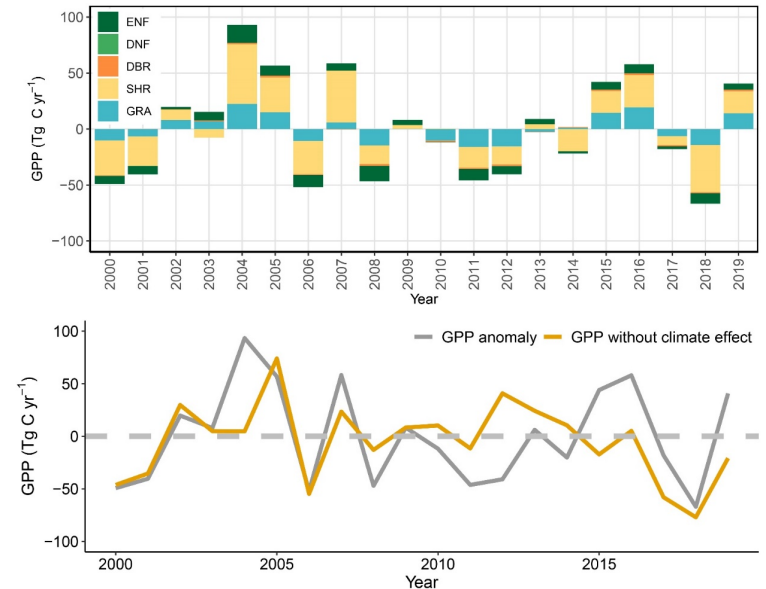 100
50
0
−50
−100
GPP (Tg C yr⁻¹)
ENF
DNF
DBR
SHR
GRA
2000 2001 2002 2003 2004 2005 2006 2007 2008 2009 2010 2011 2012 2013 2014 2015 2016 2017 2018 2019
Year
GPP anomaly GPP without climate effect
100
50
0
−50
−100
GPP (Tg C yr⁻¹)
2000 2005 2010 2015
Year